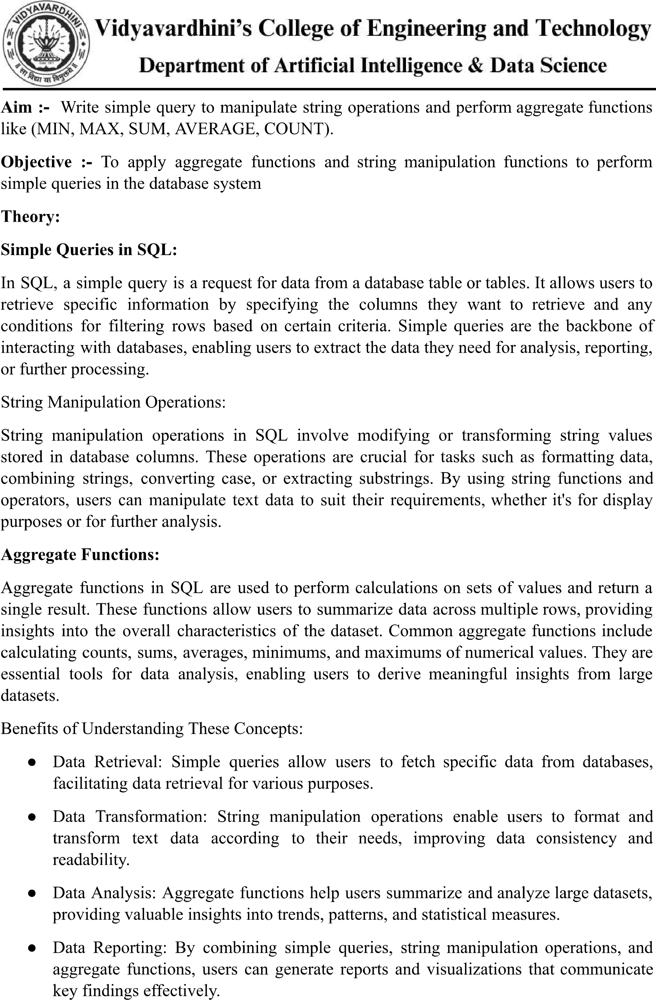 VIDYAVARDHINI
॥ सा विद्या या विमुक्तये ॥
Vidyavardhini's College of Engineering and Technology
Department of Artificial Intelligence & Data Science
Aim :- Write simple query to manipulate string operations and perform aggregate functions
like (MIN, MAX, SUM, AVERAGE, COUNT).
Objective :- To apply aggregate functions and string manipulation functions to perform
simple queries in the database system
Theory:
Simple Queries in SQL:
In SQL, a simple query is a request for data from a database table or tables. It allows users to
retrieve specific information by specifying the columns they want to retrieve and any
conditions for filtering rows based on certain criteria. Simple queries are the backbone of
interacting with databases, enabling users to extract the data they need for analysis, reporting,
or further processing.
String Manipulation Operations:
String manipulation operations in SQL involve modifying or transforming string values
stored in database columns. These operations are crucial for tasks such as formatting data,
combining strings, converting case, or extracting substrings. By using string functions and
operators, users can manipulate text data to suit their requirements, whether it's for display
purposes or for further analysis.
Aggregate Functions:
Aggregate functions in SQL are used to perform calculations on sets of values and return a
single result. These functions allow users to summarize data across multiple rows, providing
insights into the overall characteristics of the dataset. Common aggregate functions include
calculating counts, sums, averages, minimums, and maximums of numerical values. They are
essential tools for data analysis, enabling users to derive meaningful insights from large
datasets.
Benefits of Understanding These Concepts:
● Data Retrieval: Simple queries allow users to fetch specific data from databases,
facilitating data retrieval for various purposes.
● Data Transformation: String manipulation operations enable users to format and
transform text data according to their needs, improving data consistency and
readability.
● Data Analysis: Aggregate functions help users summarize and analyze large datasets,
providing valuable insights into trends, patterns, and statistical measures.
● Data Reporting: By combining simple queries, string manipulation operations, and
aggregate functions, users can generate reports and visualizations that communicate
key findings effectively.